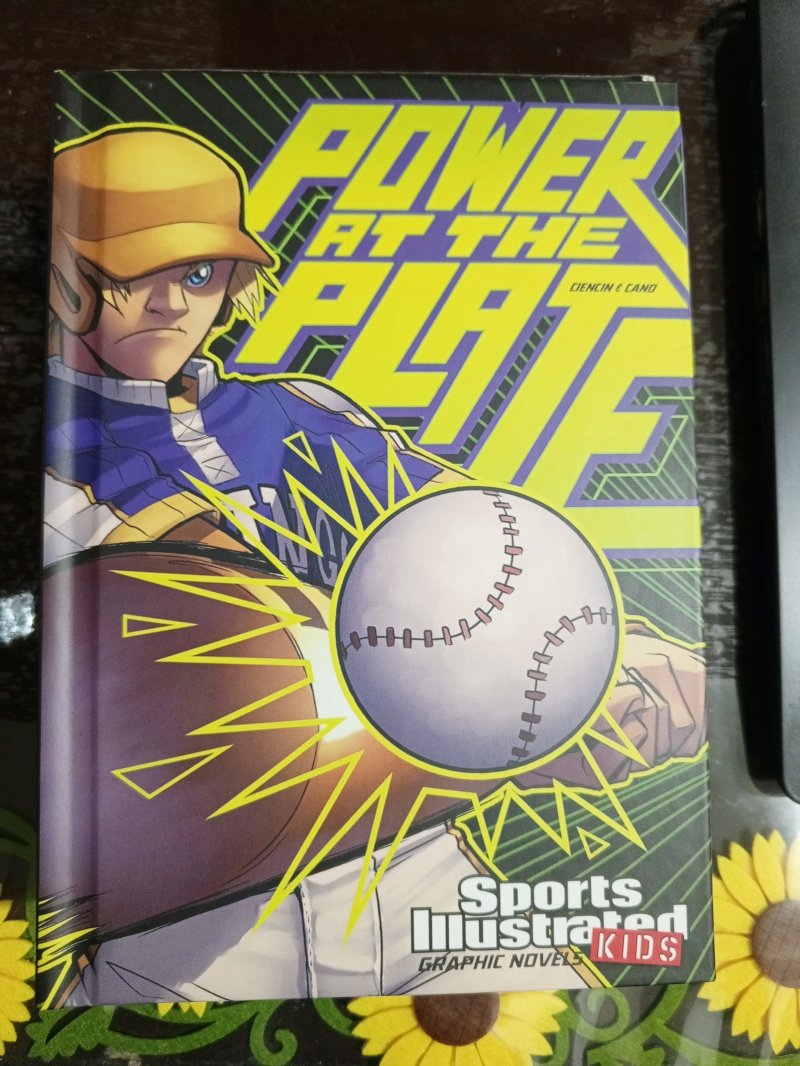 POWER
AT THE
PLATE
CIENCIN & CANO
Sports
Illustrated
KIDS
GRAPHIC NOVELS